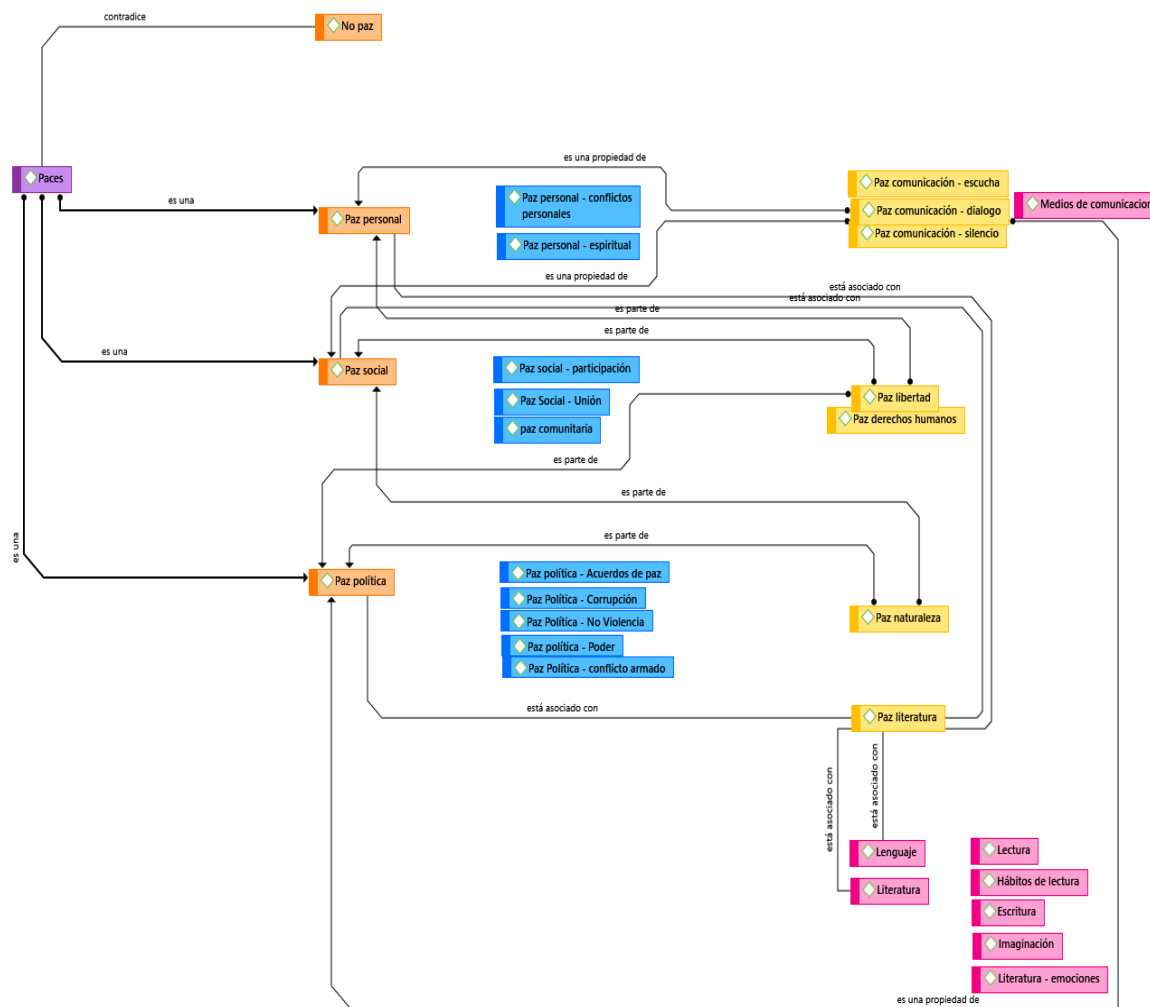 contradice
No paz
es una propiedad de
Paces
Paz comunicación - escucha
Paz personal - conflictos
personales
Medios de comunicacion
es una
Paz personal
Paz comunicación - dialogo
Paz comunicación - silencio
Paz personal - espiritual
es una propiedad de
está asociado con
está asociado con
es parte de
es parte de
es una
Paz social
Paz social - participación
Paz Social - Unión
Paz libertad
Paz derechos humanos
paz comunitaria
es parte de
es parte de
es una
es parte de
Paz política
Paz política - Acuerdos de paz
Paz Política - Corrupción
Paz Política - No Violencia
Paz naturaleza
Paz política - Poder
Paz Política - conflicto armado
está asociado con
Paz literatura
está asociado con
está asociado con
Lenguaje
Lectura
Literatura
Hábitos de lectura
Escritura
Imaginación
Literatura - emociones
es una propiedad de